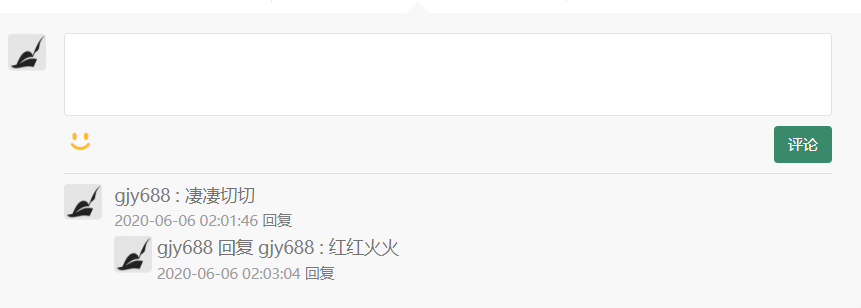 评论
gjy688 : 凄凄切切
2020-06-06 02:01:46 回复
gjy688 回复 gjy688 : 红红火火
2020-06-06 02:03:04 回复